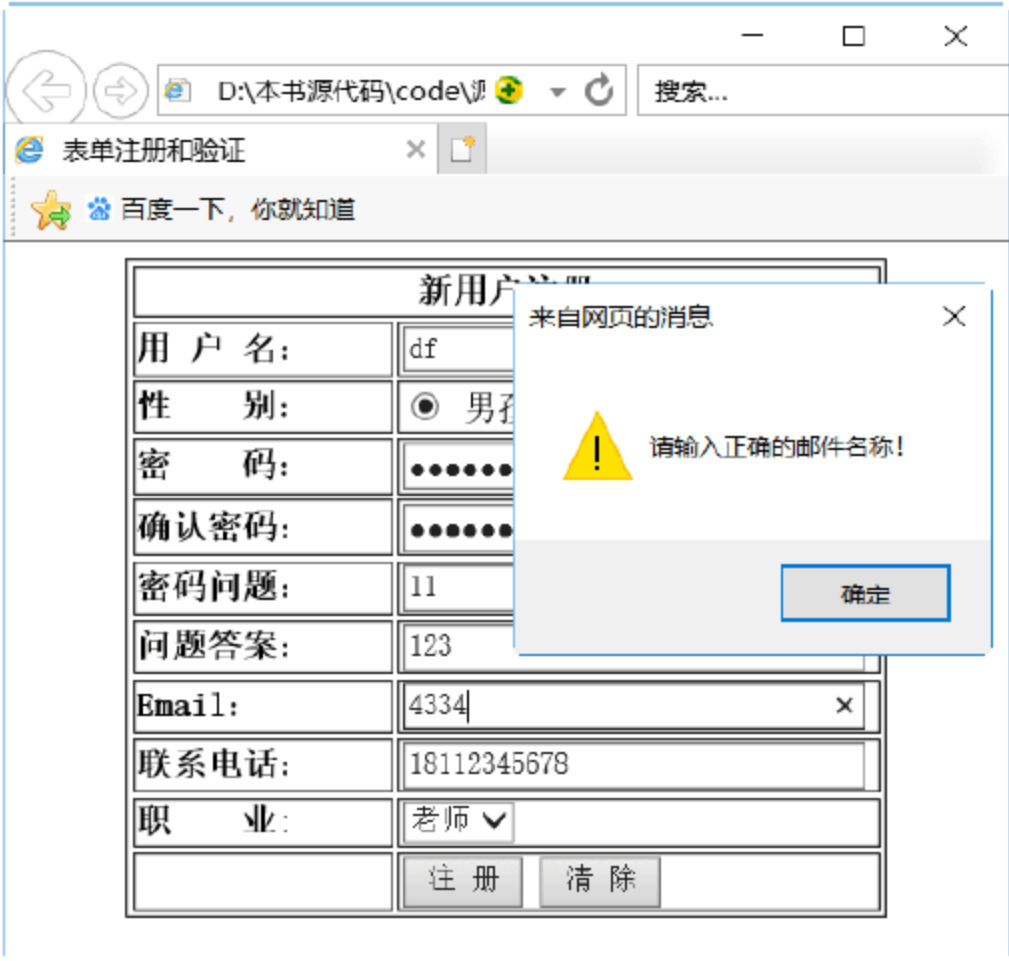 D:\本书源代码\code\源
搜索...
表单注册和验证
百度一下，你就知道
新用户注册
来自网页的消息
请输入正确的邮件名称！
确定
用 户 名： df
性 别： 男孩
密 码： ●●●●●●●
确认密码： ●●●●●●●
密码问题： 11
问题答案： 123
Email： 4334
联系电话： 18112345678
职 业： 老师
注 册 清 除